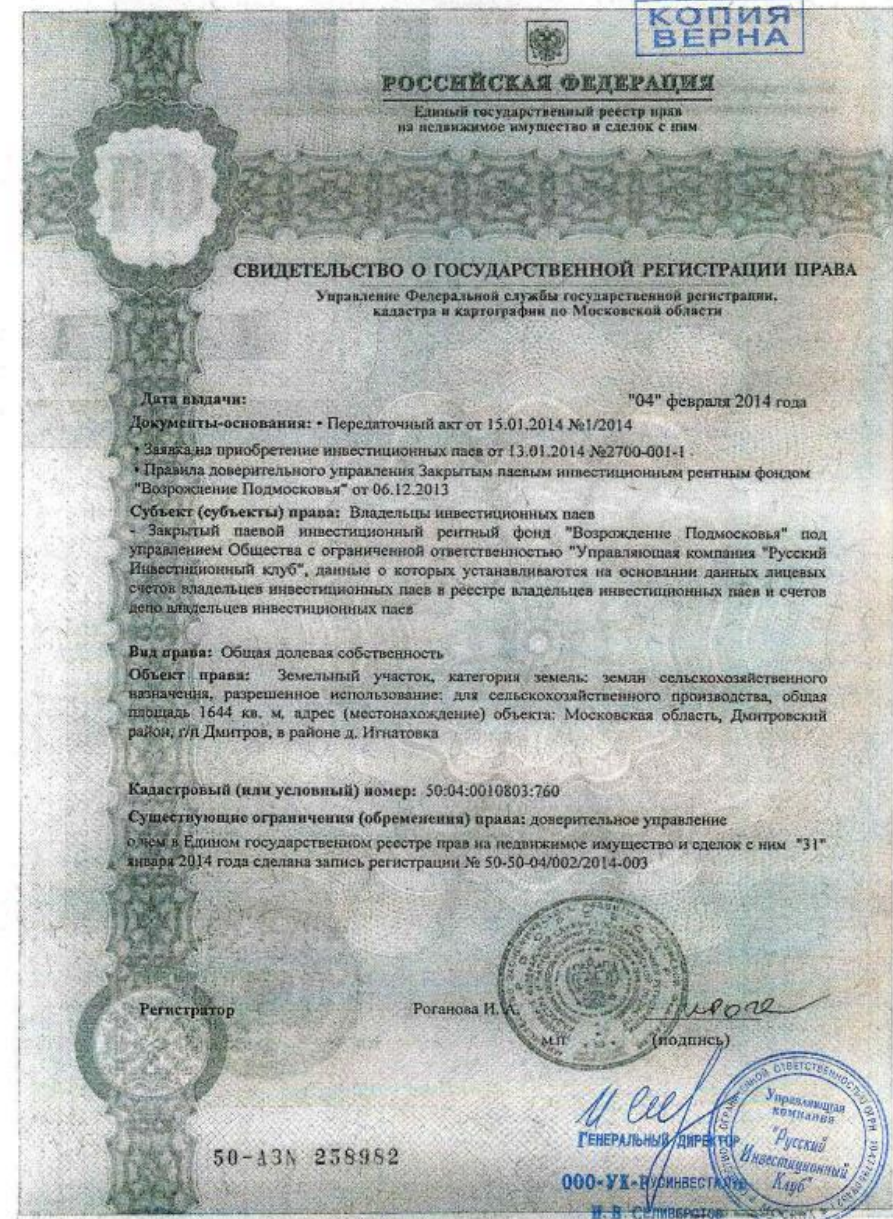 КОПИЯ
ВЕРНА
РОССИЙСКАЯ ФЕДЕРАЦИЯ
Единый государственный реестр прав
на недвижимое имущество и сделок с ним
СВИДЕТЕЛЬСТВО О ГОСУДАРСТВЕННОЙ РЕГИСТРАЦИИ ПРАВА
Управление Федеральной службы государственной регистрации,
кадастра и картографии по Московской области
Дата выдачи: "04" февраля 2014 года
Документы-основания: • Передаточный акт от 15.01.2014 №1/2014
• Заявка на приобретение инвестиционных паев от 13.01.2014 №2700-001-1
• Правила доверительного управления Закрытым паевым инвестиционным рентным фондом
"Возрождение Подмосковья" от 06.12.2013
Субъект (субъекты) права: Владельцы инвестиционных паев
- Закрытый паевой инвестиционный рентный фонд "Возрождение Подмосковья" под
управлением Общества с ограниченной ответственностью "Управляющая компания "Русский
Инвестиционный клуб", данные о которых устанавливаются на основании данных лицевых
счетов владельцев инвестиционных паев в реестре владельцев инвестиционных паев и счетов
депо владельцев инвестиционных паев
Вид права: Общая долевая собственность
Объект права: Земельный участок, категория земель: земли сельскохозяйственного
назначения, разрешенное использование: для сельскохозяйственного производства, общая
площадь 1644 кв. м, адрес (местонахождение) объекта: Московская область, Дмитровский
район, г/п Дмитров, в районе д. Игнатовка
Кадастровый (или условный) номер: 50:04:0010803:760
Существующие ограничения (обременения) права: доверительное управление
о чем в Едином государственном реестре прав на недвижимое имущество и сделок с ним "31"
января 2014 года сделана запись регистрации № 50-50-04/002/2014-003
Регистратор Роганова И. А.
м.п. (подпись)
ГЕНЕРАЛЬНЫЙ ДИРЕКТОР
Управляющая
компания
"Русский
Инвестиционный
Клуб"
50-АЗN 238982
ООО-УК-РУСИНВЕСТКЛУБ
И. В. СЕЛИВЕРСТОВ